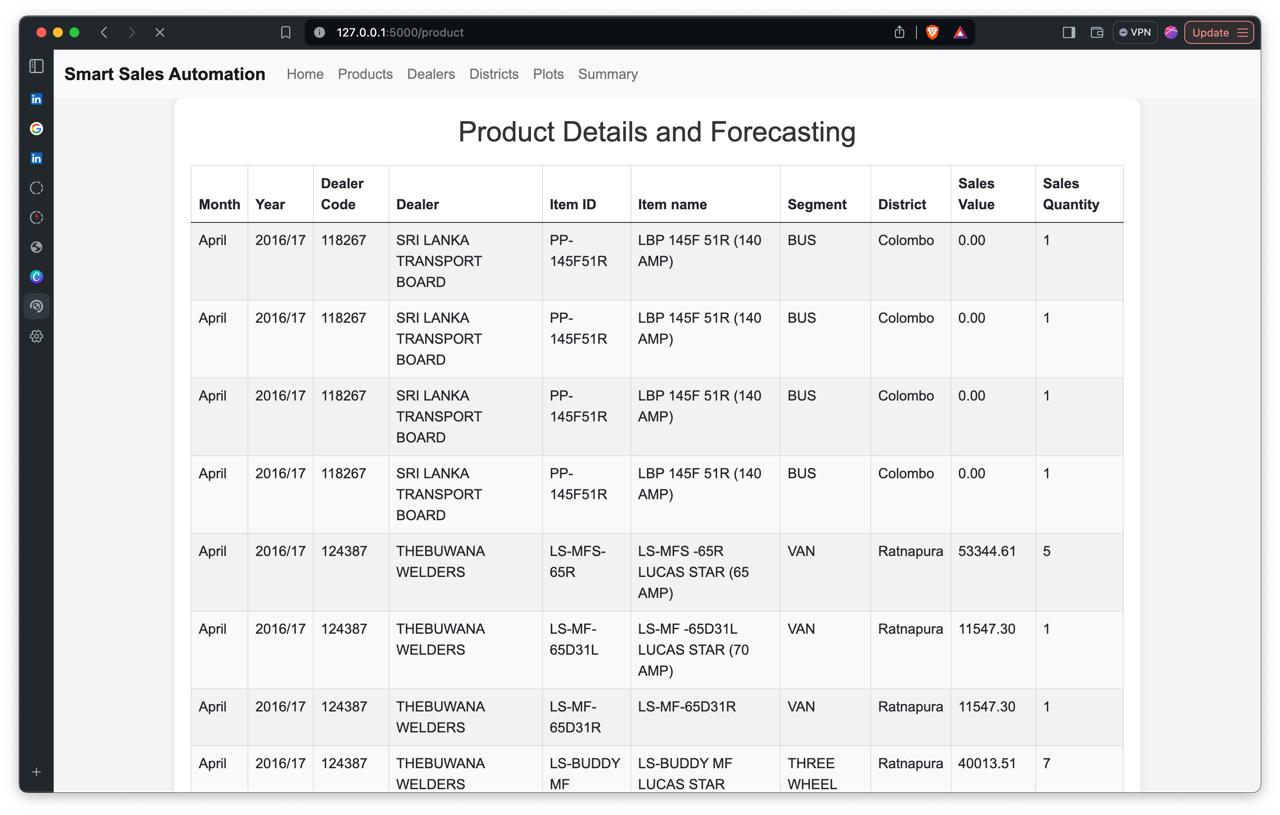 127.0.0.1:5000/product
VPN
Update
Smart Sales Automation Home Products Dealers Districts Plots Summary
in
G
in
C
Product Details and Forecasting
Month Year Dealer Code Dealer Item ID Item name Segment District Sales Value Sales Quantity
April 2016/17 118267 SRI LANKA PP- LBP 145F 51R (140 BUS Colombo 0.00 1
TRANSPORT 145F51R AMP)
BOARD
April 2016/17 118267 SRI LANKA PP- LBP 145F 51R (140 BUS Colombo 0.00 1
TRANSPORT 145F51R AMP)
BOARD
April 2016/17 118267 SRI LANKA PP- LBP 145F 51R (140 BUS Colombo 0.00 1
TRANSPORT 145F51R AMP)
BOARD
April 2016/17 118267 SRI LANKA PP- LBP 145F 51R (140 BUS Colombo 0.00 1
TRANSPORT 145F51R AMP)
BOARD
April 2016/17 124387 THEBUWANA LS-MFS- LS-MFS -65R VAN Ratnapura 53344.61 5
WELDERS 65R LUCAS STAR (65
AMP)
April 2016/17 124387 THEBUWANA LS-MF- LS-MF -65D31L VAN Ratnapura 11547.30 1
WELDERS 65D31L LUCAS STAR (70
AMP)
April 2016/17 124387 THEBUWANA LS-MF- LS-MF-65D31R VAN Ratnapura 11547.30 1
WELDERS 65D31R
April 2016/17 124387 THEBUWANA LS-BUDDY LS-BUDDY MF THREE Ratnapura 40013.51 7
WELDERS MF LUCAS STAR WHEEL